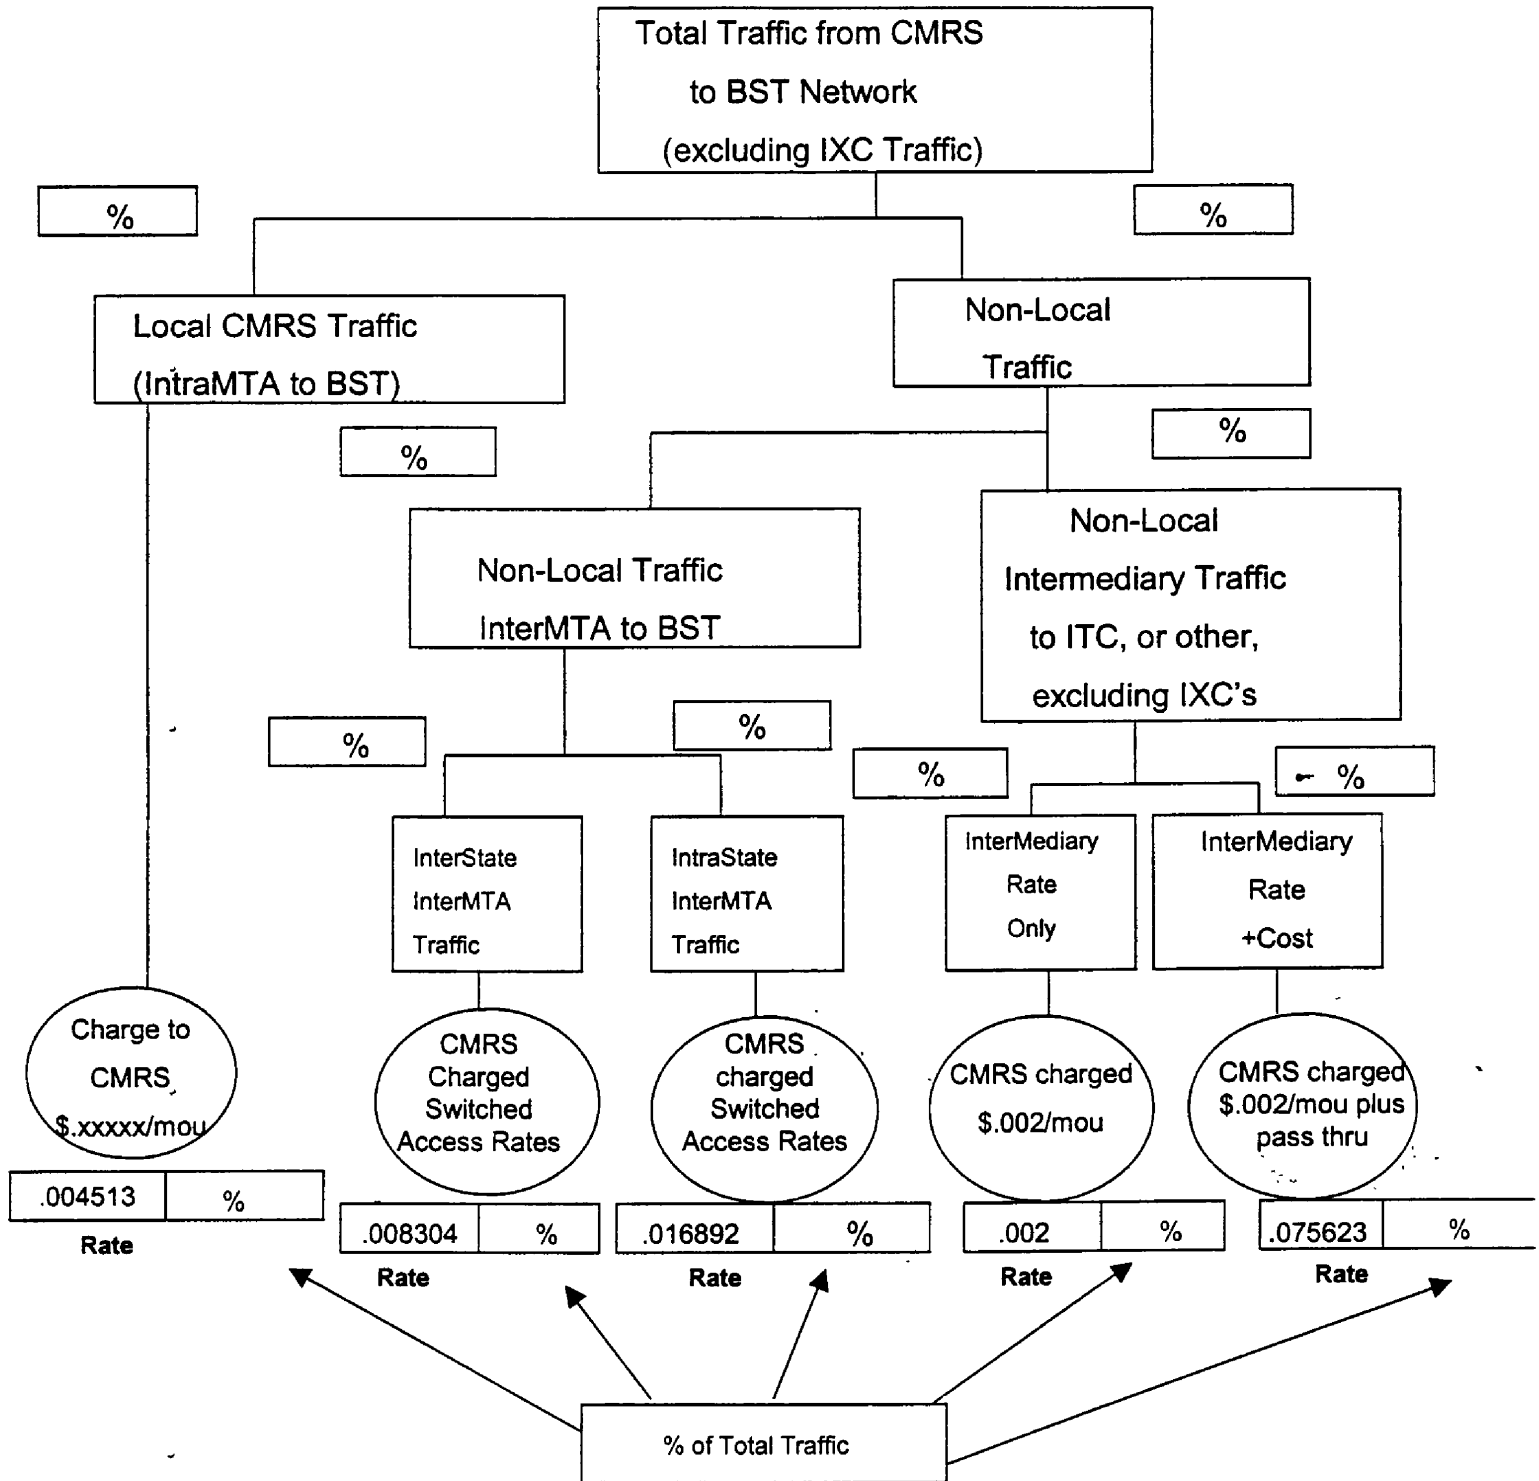 Total Traffic from CMRS
to BST Network
(excluding IXC Traffic)
%
%
Local CMRS Traffic
(IntraMTA to BST)
Non-Local
Traffic
%
%
Non-Local Traffic
InterMTA to BST
Non-Local
Intermediary Traffic
to ITC, or other,
excluding IXC's
%
%
%
%
InterState
InterMTA
Traffic
IntraState
InterMTA
Traffic
InterMediary
Rate
Only
InterMediary
Rate
+Cost
Charge to
CMRS
$.xxxxx/mou
CMRS
Charged
Switched
Access Rates
CMRS
charged
Switched
Access Rates
CMRS charged
$.002/mou
CMRS charged
$.002/mou plus
pass thru
.004513 %
Rate
.008304 %
Rate
.016892 %
Rate
.002 %
Rate
.075623 %
Rate
% of Total Traffic